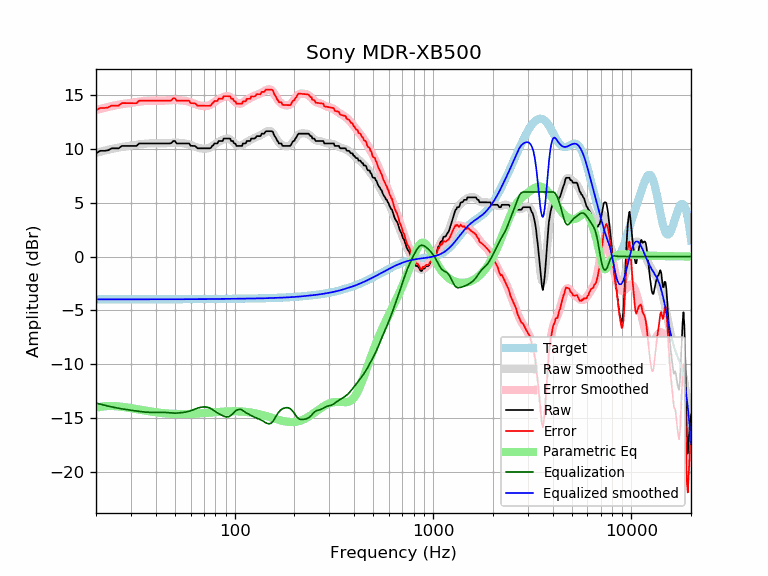 Sony MDR-XB500
Amplitude (dBr)
15
10
5
0
−5
−10
−15
−20
Target
Raw Smoothed
Error Smoothed
Raw
Error
Parametric Eq
Equalization
Equalized smoothed
100
1000
10000
Frequency (Hz)